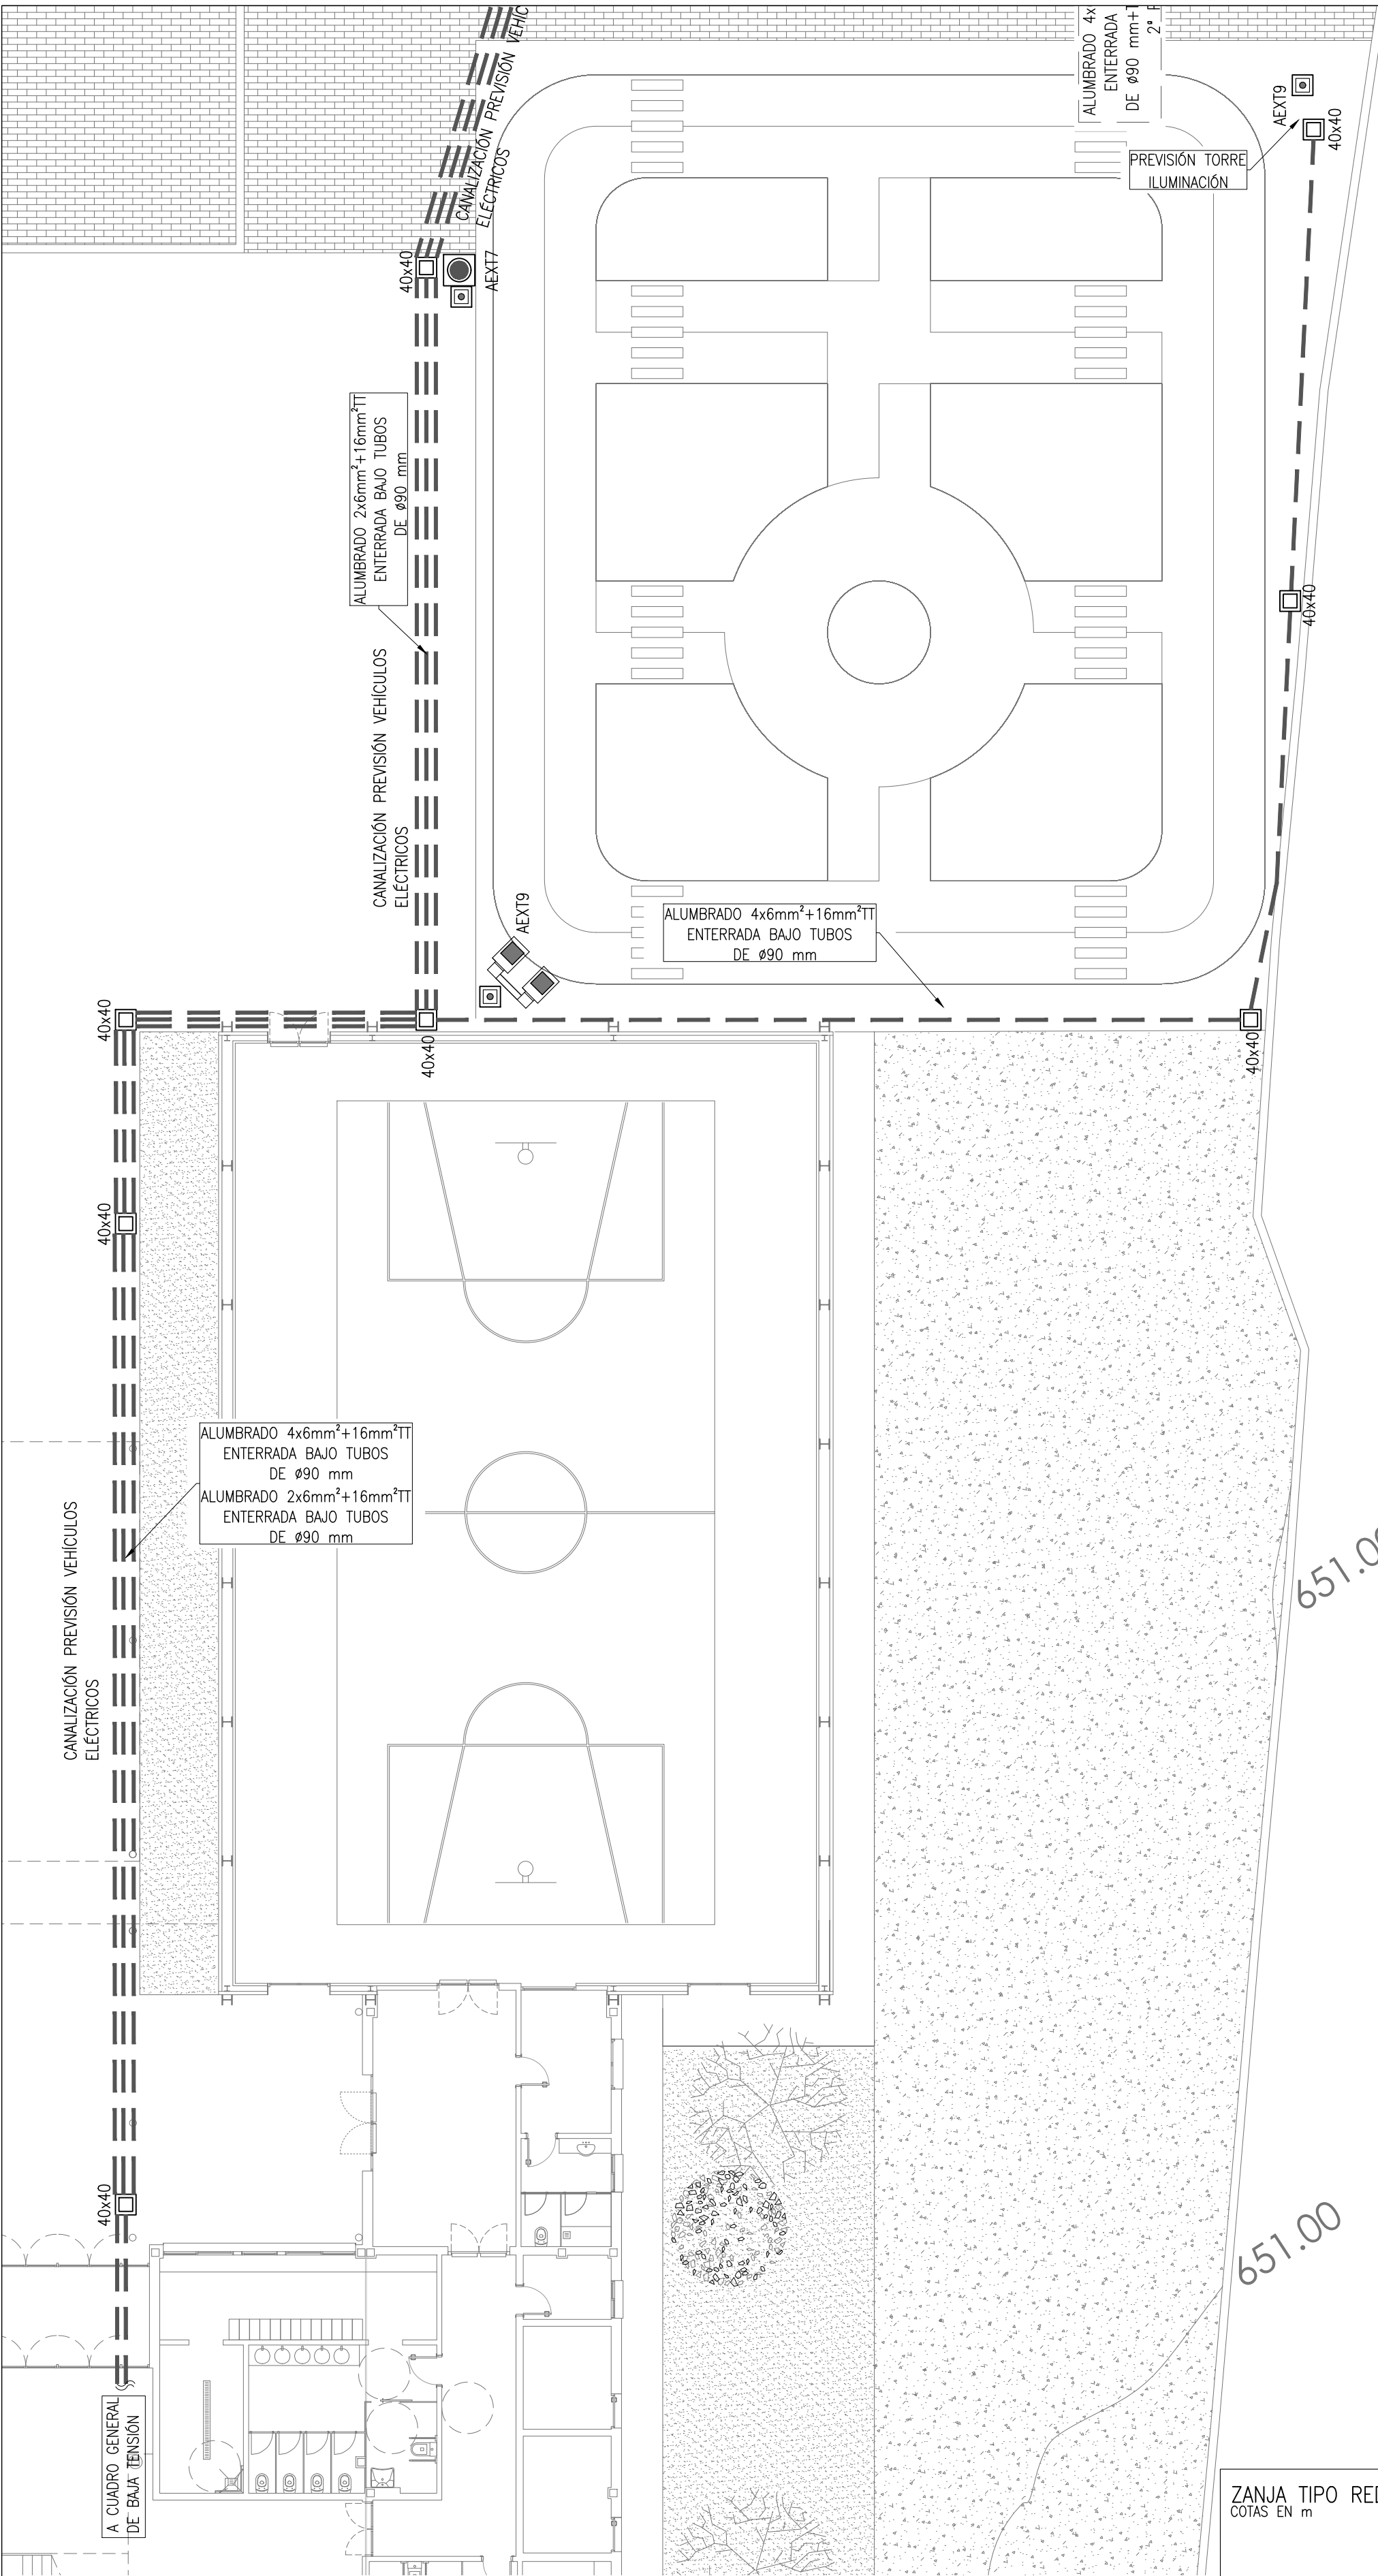 CANALIZACIÓN PREVISIÓN VEHÍC
ELÉCTRICOS
ALUMBRADO 4x
ENTERRADA
DE ø90 mm+1
2ª F
AEXT9
40x40
PREVISIÓN TORRE
ILUMINACIÓN
40x40
AEXT7
ALUMBRADO 2x6mm²+16mm²TT
ENTERRADA BAJO TUBOS
DE ø90 mm
40x40
CANALIZACIÓN PREVISIÓN VEHÍCULOS
ELÉCTRICOS
AEXT9
ALUMBRADO 4x6mm²+16mm²TT
ENTERRADA BAJO TUBOS
DE ø90 mm
40x40
40x40
40x40
40x40
ALUMBRADO 4x6mm²+16mm²TT
ENTERRADA BAJO TUBOS
DE ø90 mm
ALUMBRADO 2x6mm²+16mm²TT
ENTERRADA BAJO TUBOS
DE ø90 mm
CANALIZACIÓN PREVISIÓN VEHÍCULOS
ELÉCTRICOS
651.00
40x40
651.00
A CUADRO GENERAL
DE BAJA TENSIÓN
ZANJA TIPO RED
COTAS EN m